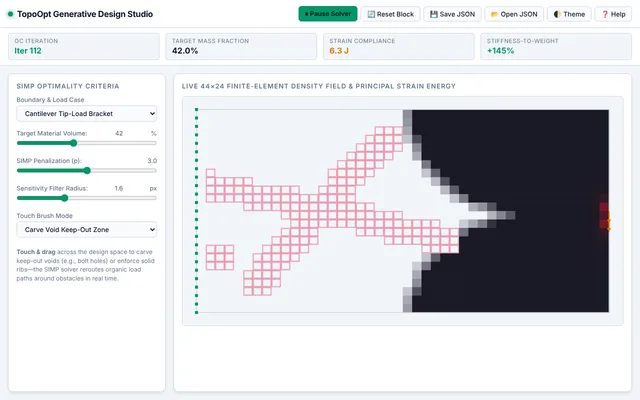 TopoOpt Generative Design Studio
⏸ Pause Solver
🔄 Reset Block
💾 Save JSON
📂 Open JSON
🌓 Theme
❓ Help
OC ITERATION
Iter 112
TARGET MASS FRACTION
42.0%
STRAIN COMPLIANCE
6.3 J
STIFFNESS-TO-WEIGHT
+145%
SIMP OPTIMALITY CRITERIA
Boundary & Load Case
Cantilever Tip-Load Bracket
Target Material Volume: 42 %
SIMP Penalization (p): 3.0
Sensitivity Filter Radius: 1.6 px
Touch Brush Mode
Carve Void Keep-Out Zone
Touch & drag across the design space to carve
keep-out voids (e.g., bolt holes) or enforce solid
ribs—the SIMP solver reroutes organic load
paths around obstacles in real time.
LIVE 44×24 FINITE-ELEMENT DENSITY FIELD & PRINCIPAL STRAIN ENERGY